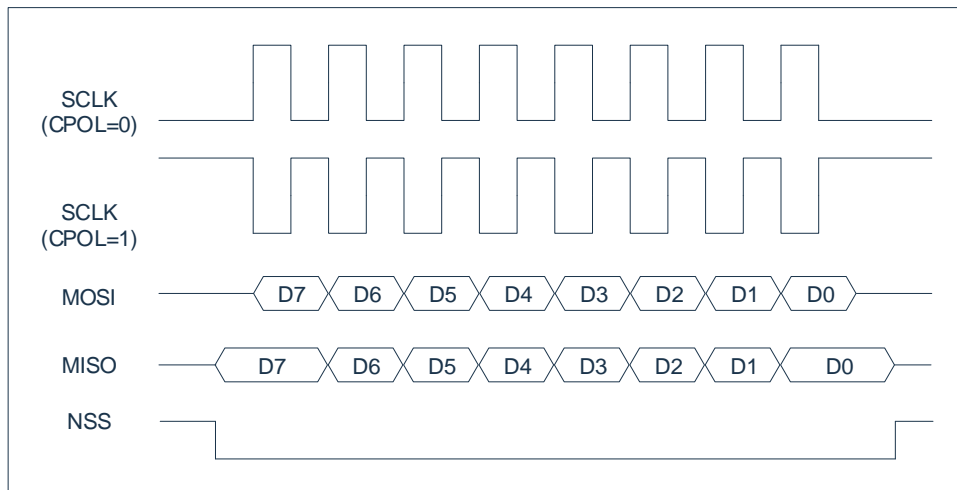 SCLK
(CPOL=0)
SCLK
(CPOL=1)
MOSI D7 D6 D5 D4 D3 D2 D1 D0
MISO D7 D6 D5 D4 D3 D2 D1 D0
NSS